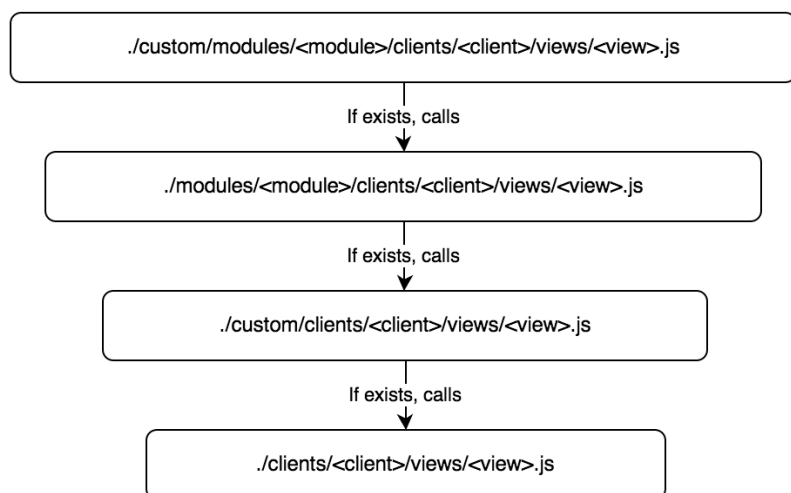 ./custom/modules/<module>/clients/<client>/views/<view>.js
If exists, calls
./modules/<module>/clients/<client>/views/<view>.js
If exists, calls
./custom/clients/<client>/views/<view>.js
If exists, calls
./clients/<client>/views/<view>.js